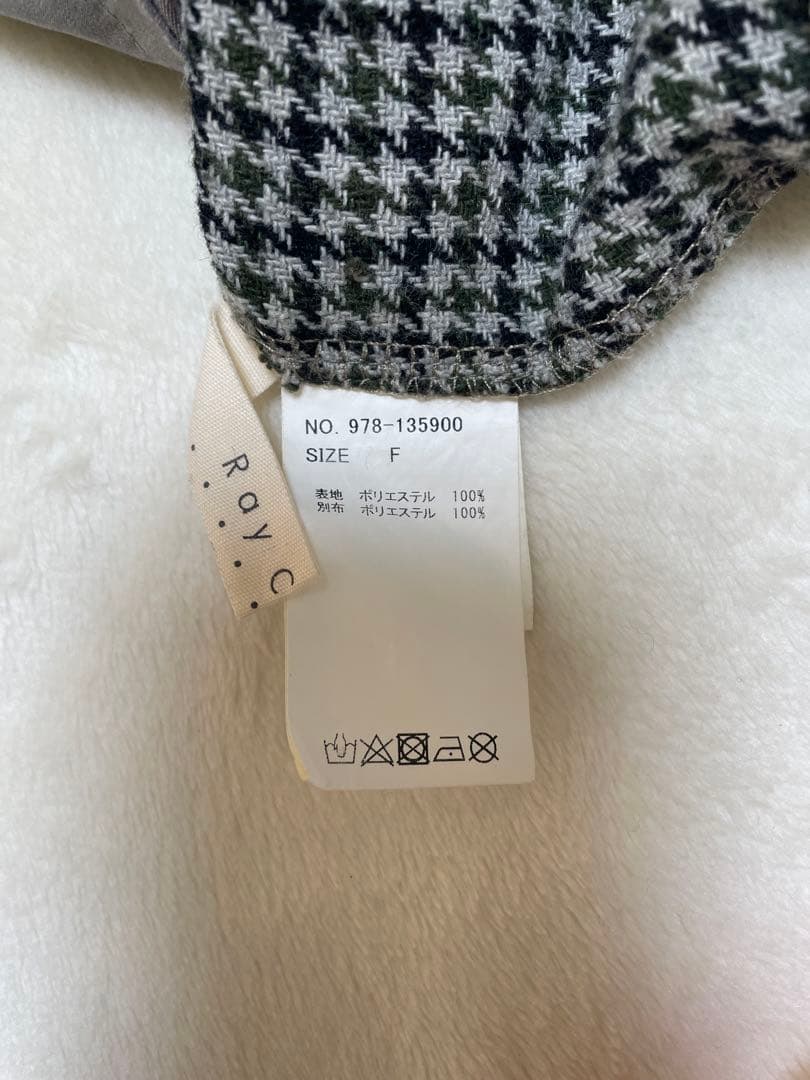 NO. 978-135900
SIZE F
表地 ポリエステル 100%
別布 ポリエステル 100%
Ray C